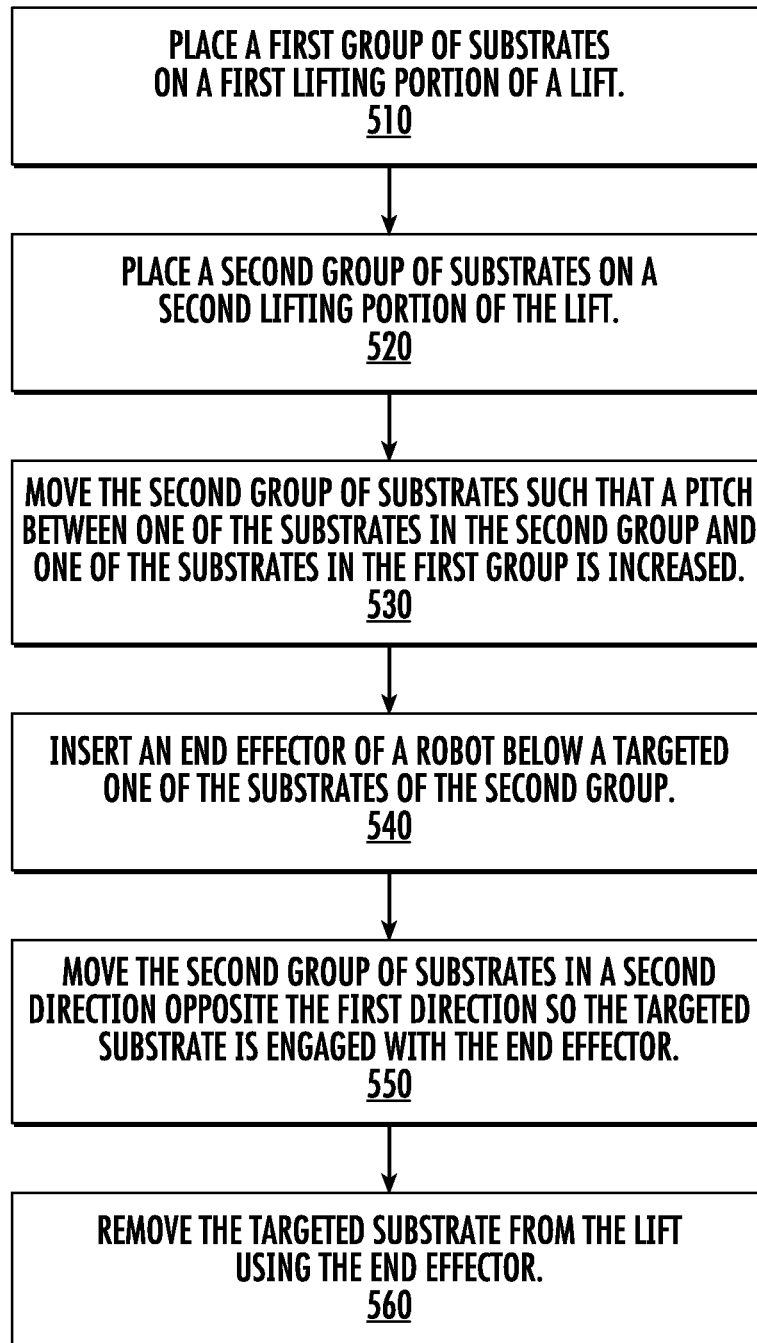 PLACE A FIRST GROUP OF SUBSTRATES
ON A FIRST LIFTING PORTION OF A LIFT.
510
PLACE A SECOND GROUP OF SUBSTRATES ON A
SECOND LIFTING PORTION OF THE LIFT.
520
MOVE THE SECOND GROUP OF SUBSTRATES SUCH THAT A PITCH
BETWEEN ONE OF THE SUBSTRATES IN THE SECOND GROUP AND
ONE OF THE SUBSTRATES IN THE FIRST GROUP IS INCREASED.
530
INSERT AN END EFFECTOR OF A ROBOT BELOW A TARGETED
ONE OF THE SUBSTRATES OF THE SECOND GROUP.
540
MOVE THE SECOND GROUP OF SUBSTRATES IN A SECOND
DIRECTION OPPOSITE THE FIRST DIRECTION SO THE TARGETED
SUBSTRATE IS ENGAGED WITH THE END EFFECTOR.
550
REMOVE THE TARGETED SUBSTRATE FROM THE LIFT
USING THE END EFFECTOR.
560